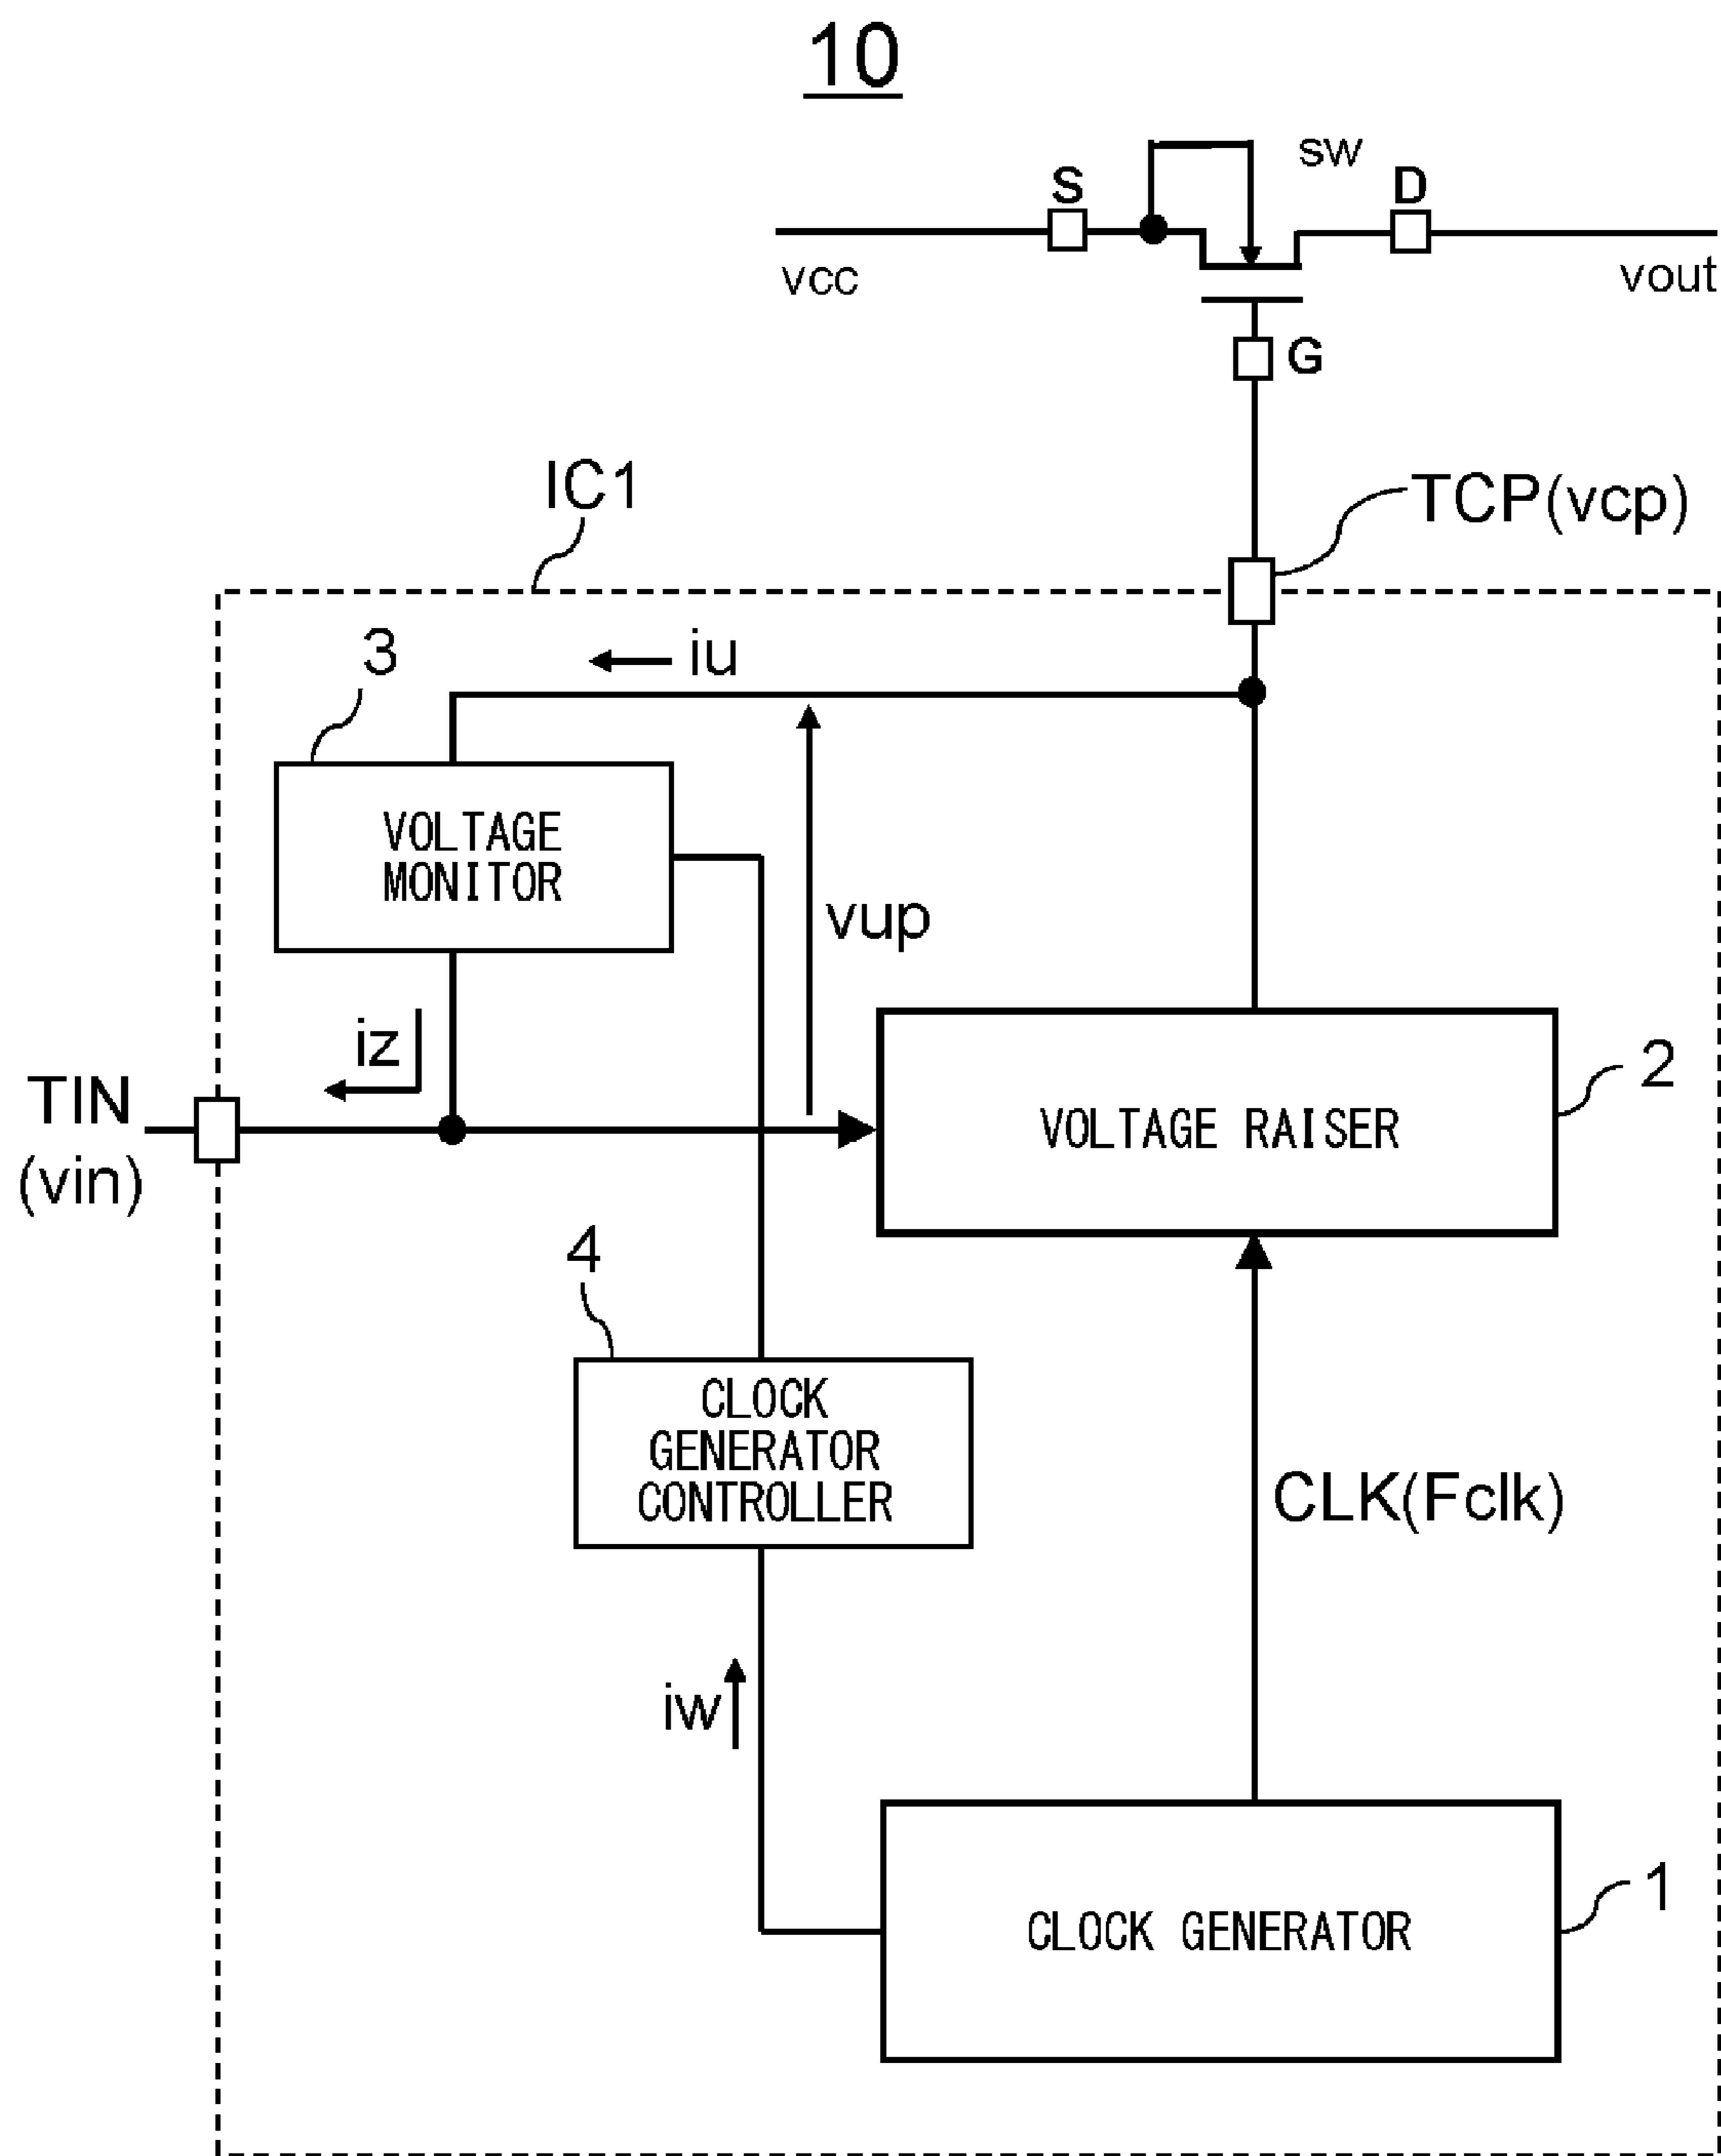 10
sw
S
D
vcc
vout
G
IC1
TCP(vcp)
3
iu
VOLTAGE
MONITOR
vup
iz
2
TIN
(vin)
VOLTAGE RAISER
4
CLOCK
GENERATOR
CONTROLLER
CLK(Fclk)
iw
1
CLOCK GENERATOR